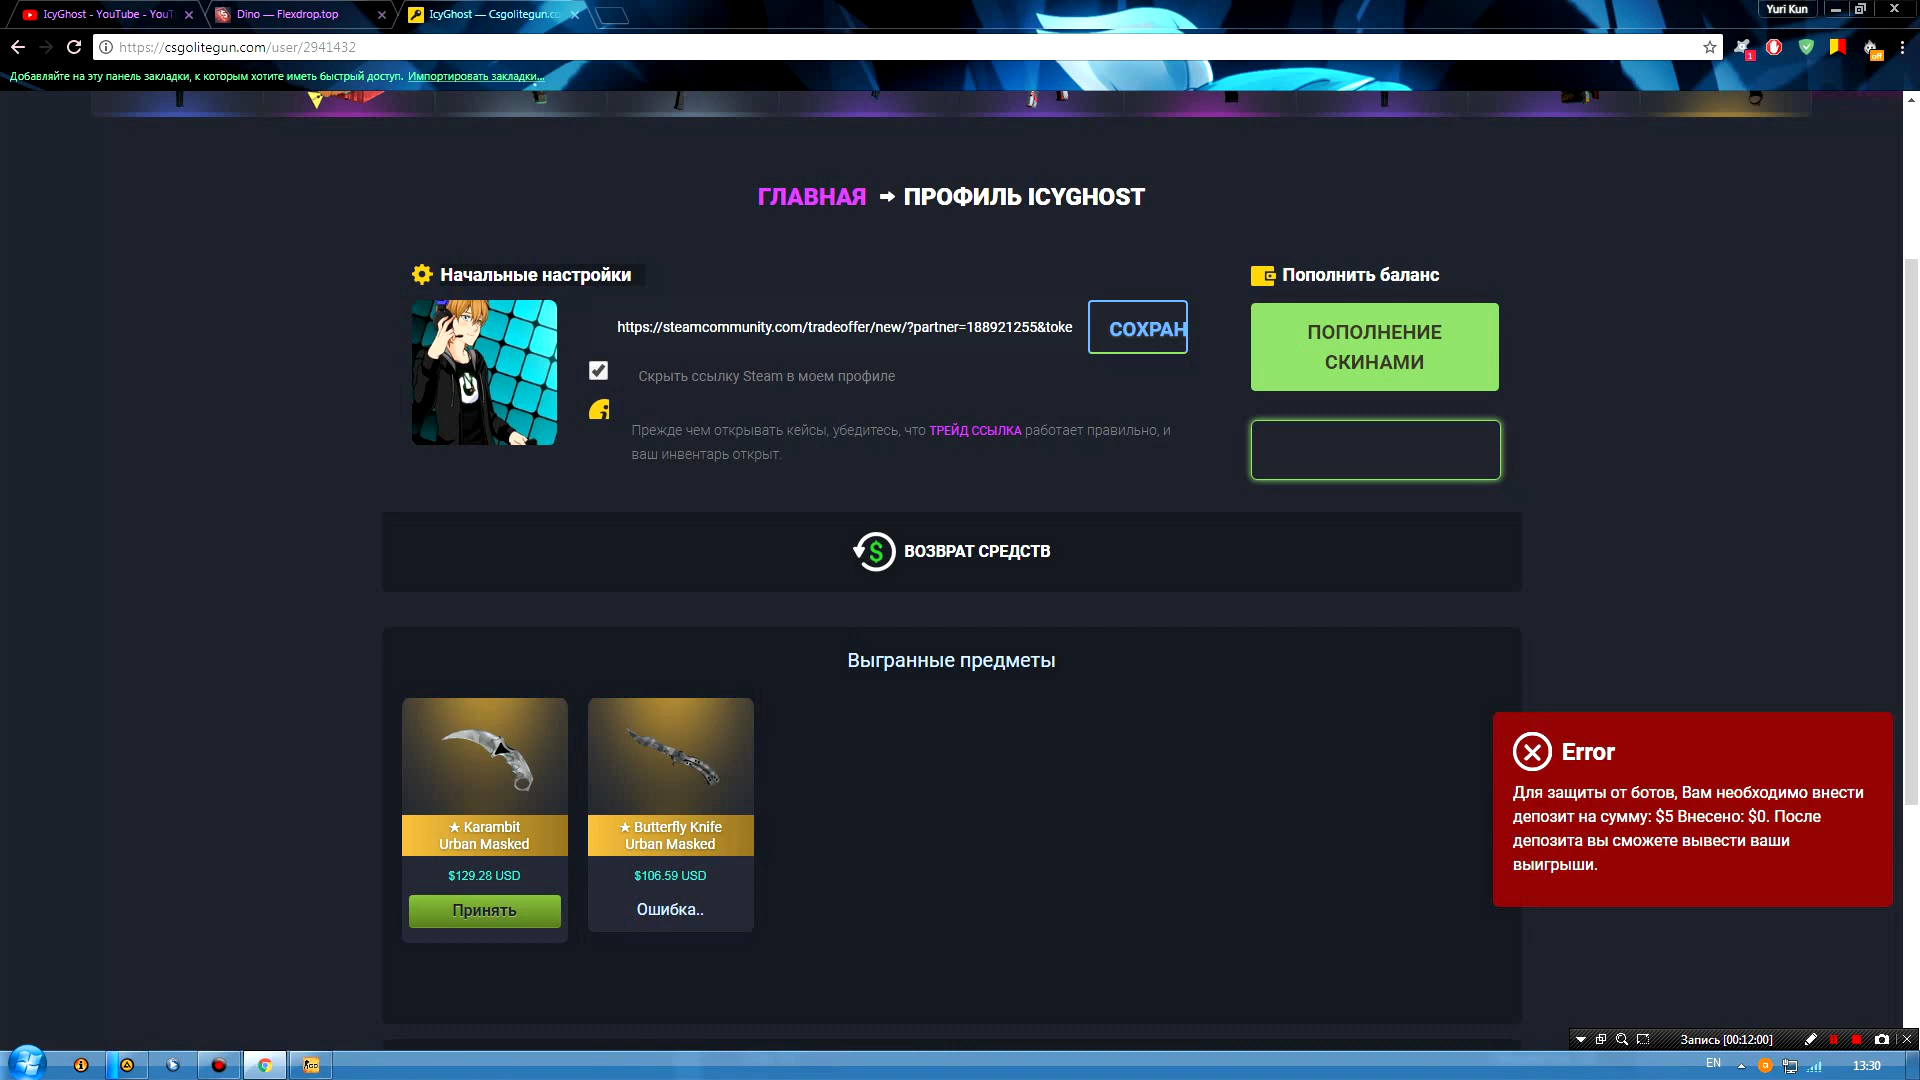 IcyGhost - YouTube - YouT
Dino — Flexdrop.top
IcyGhost — Csgolitegun.co
Yuri Kun
https://csgolitegun.com/user/2941432
1
off
Добавляйте на эту панель закладки, к которым хотите иметь быстрый доступ. Импортировать закладки...
ГЛАВНАЯ ➡ ПРОФИЛЬ ICYGHOST
Начальные настройки
Пополнить баланс
https://steamcommunity.com/tradeoffer/new/?partner=188921255&toke
СОХРАН
ПОПОЛНЕНИЕ
СКИНАМИ
Скрыть ссылку Steam в моем профиле
Прежде чем открывать кейсы, убедитесь, что ТРЕЙД ССЫЛКА работает правильно, и
ваш инвентарь открыт.
$ ВОЗВРАТ СРЕДСТВ
Выгранные предметы
★ Karambit
Urban Masked
$129.28 USD
Принять
★ Butterfly Knife
Urban Masked
$106.59 USD
Ошибка..
Error
Для защиты от ботов, Вам необходимо внести
депозит на сумму: $5 Внесено: $0. После
депозита вы сможете вывести ваши
выигрыши.
Запись [00:12:00]
EN
13:30